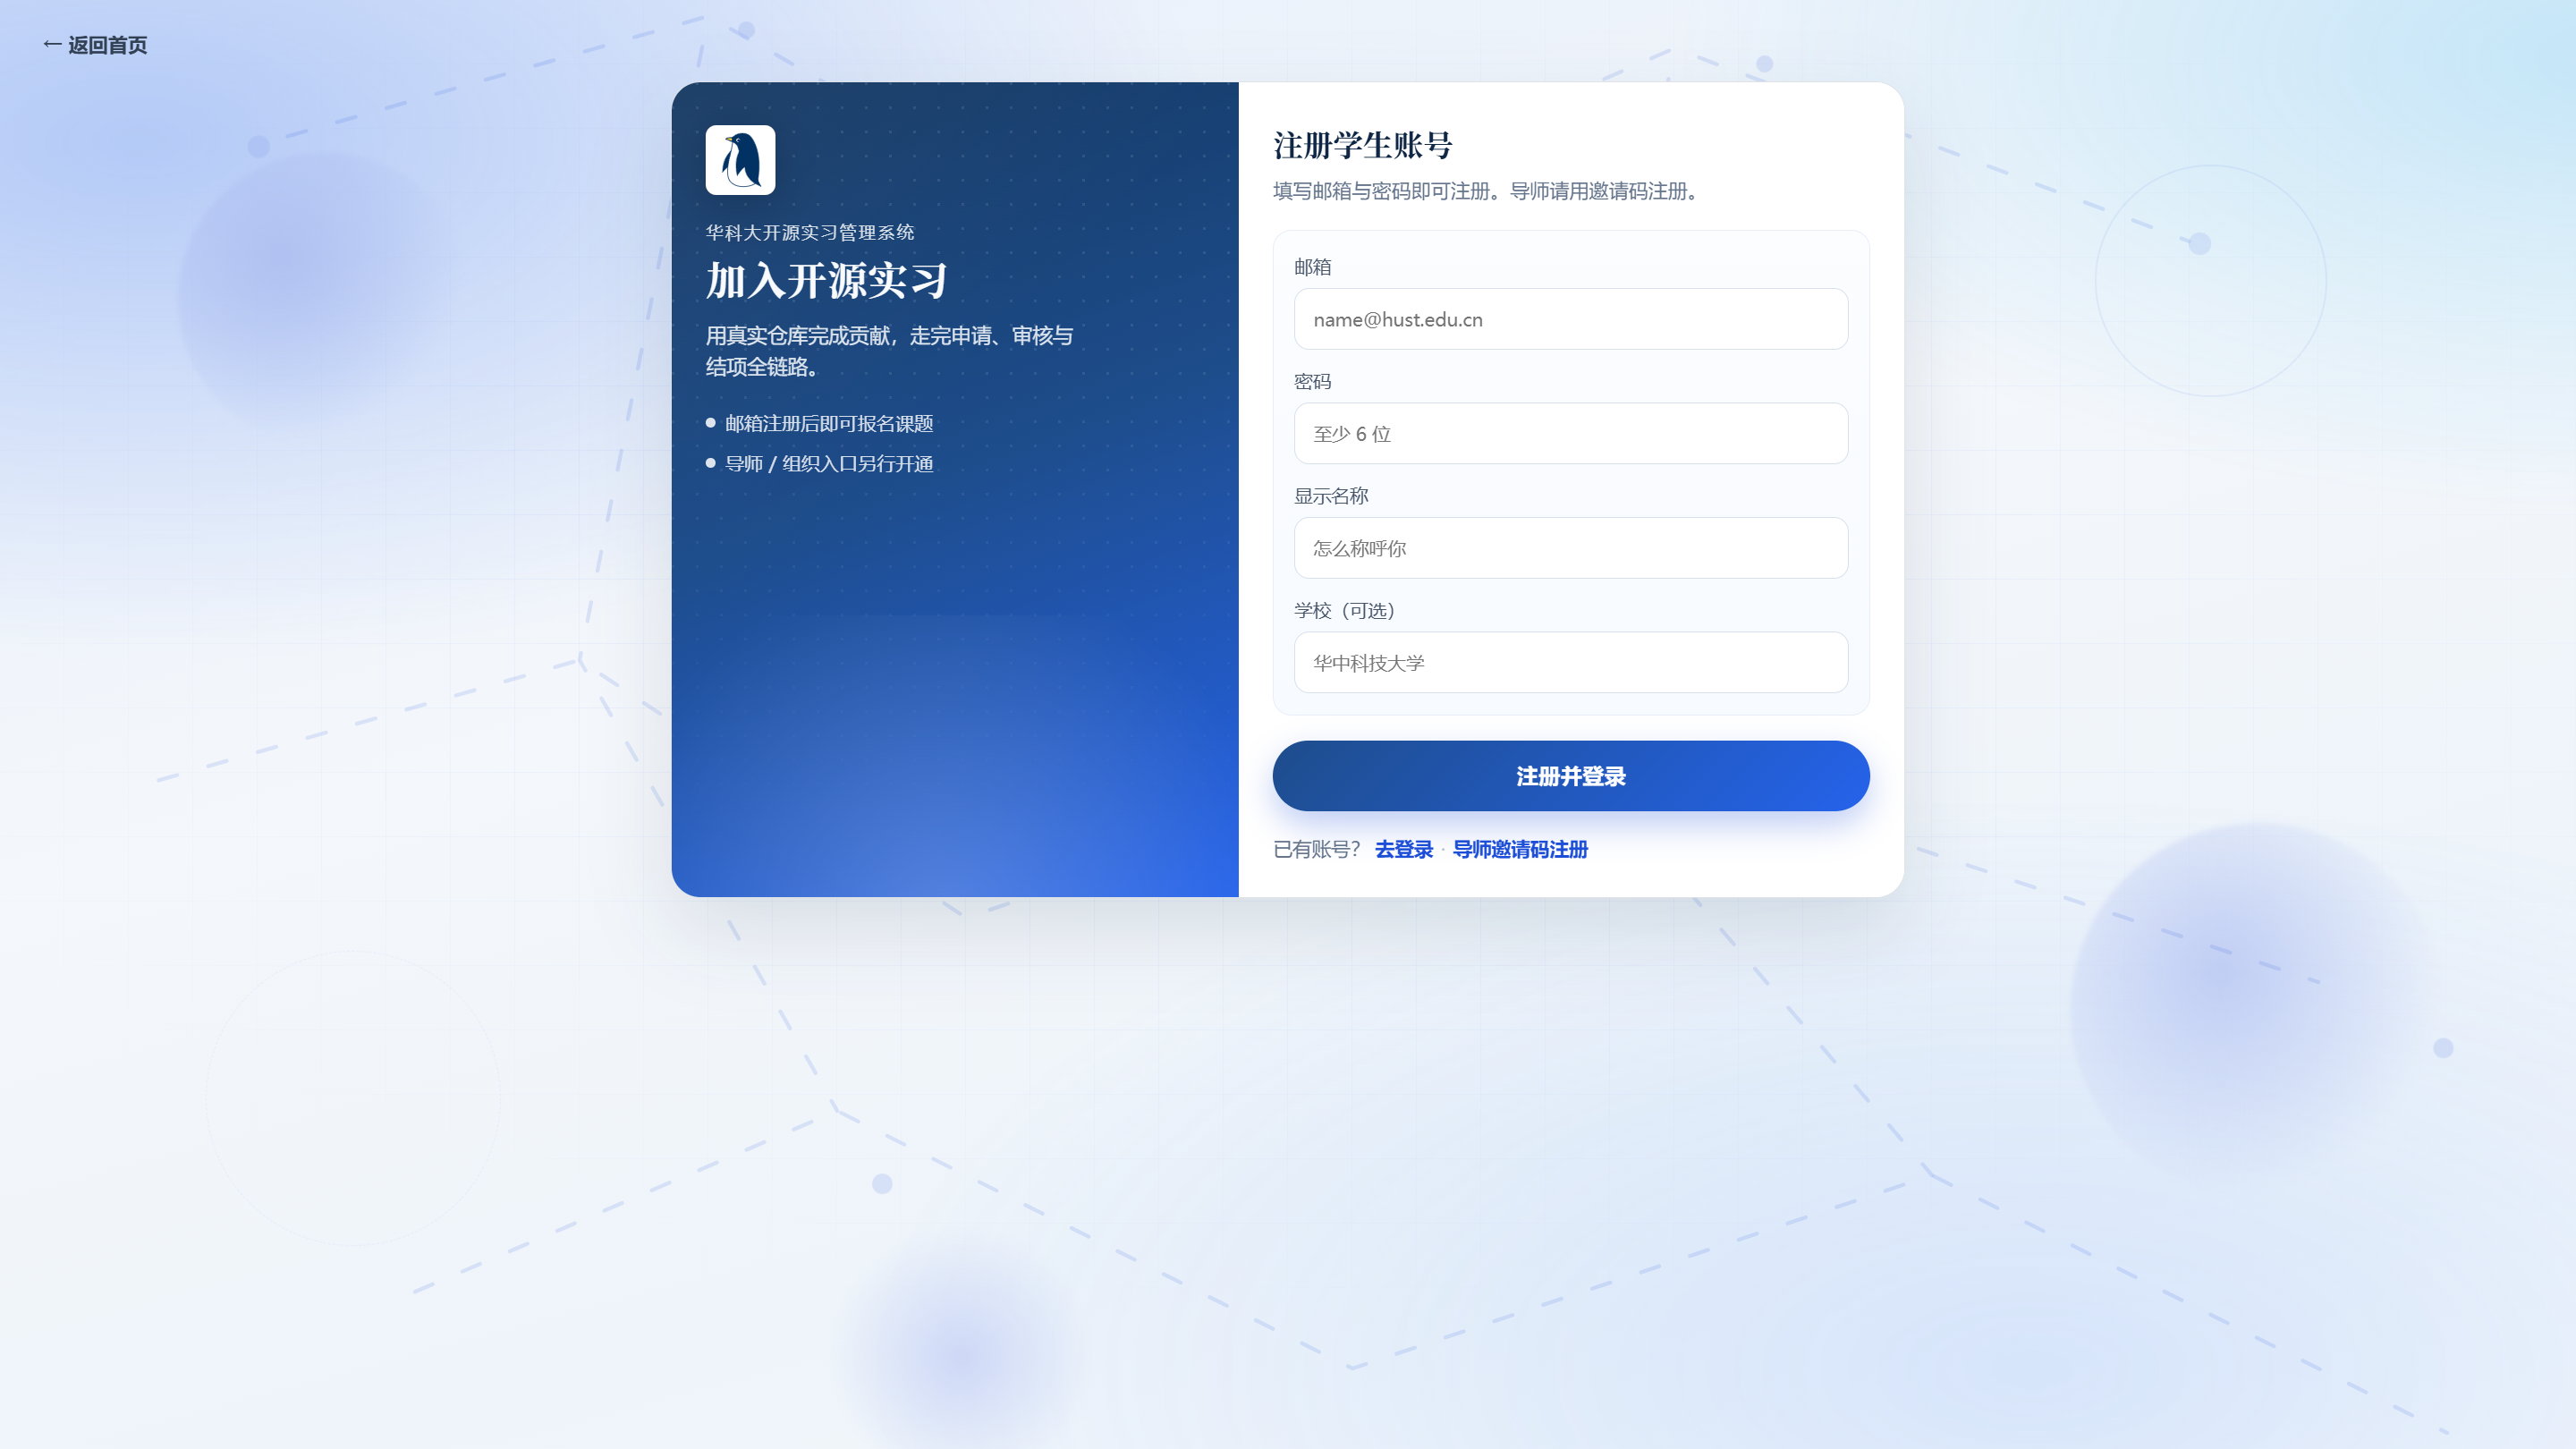 ← 返回首页
华科大开源实习管理系统
加入开源实习
用真实仓库完成贡献，走完申请、审核与
结项全链路。
邮箱注册后即可报名课题
导师 / 组织入口另行开通
注册学生账号
填写邮箱与密码即可注册。导师请用邀请码注册。
邮箱
name@hust.edu.cn
密码
至少 6 位
显示名称
怎么称呼你
学校（可选）
华中科技大学
注册并登录
已有账号？ 去登录 · 导师邀请码注册